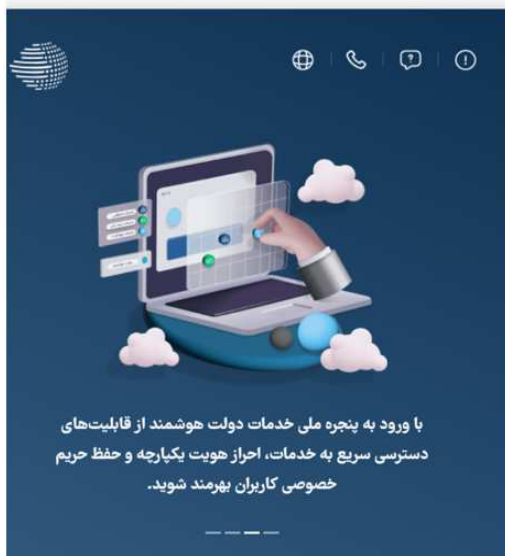 با ورود به پنجره ملی خدمات دولت هوشمند از قابلیت‌های
دسترسی سریع به خدمات، احراز هویت یکپارچه و حفظ حریم
خصوصی کاربران بهرمند شوید.